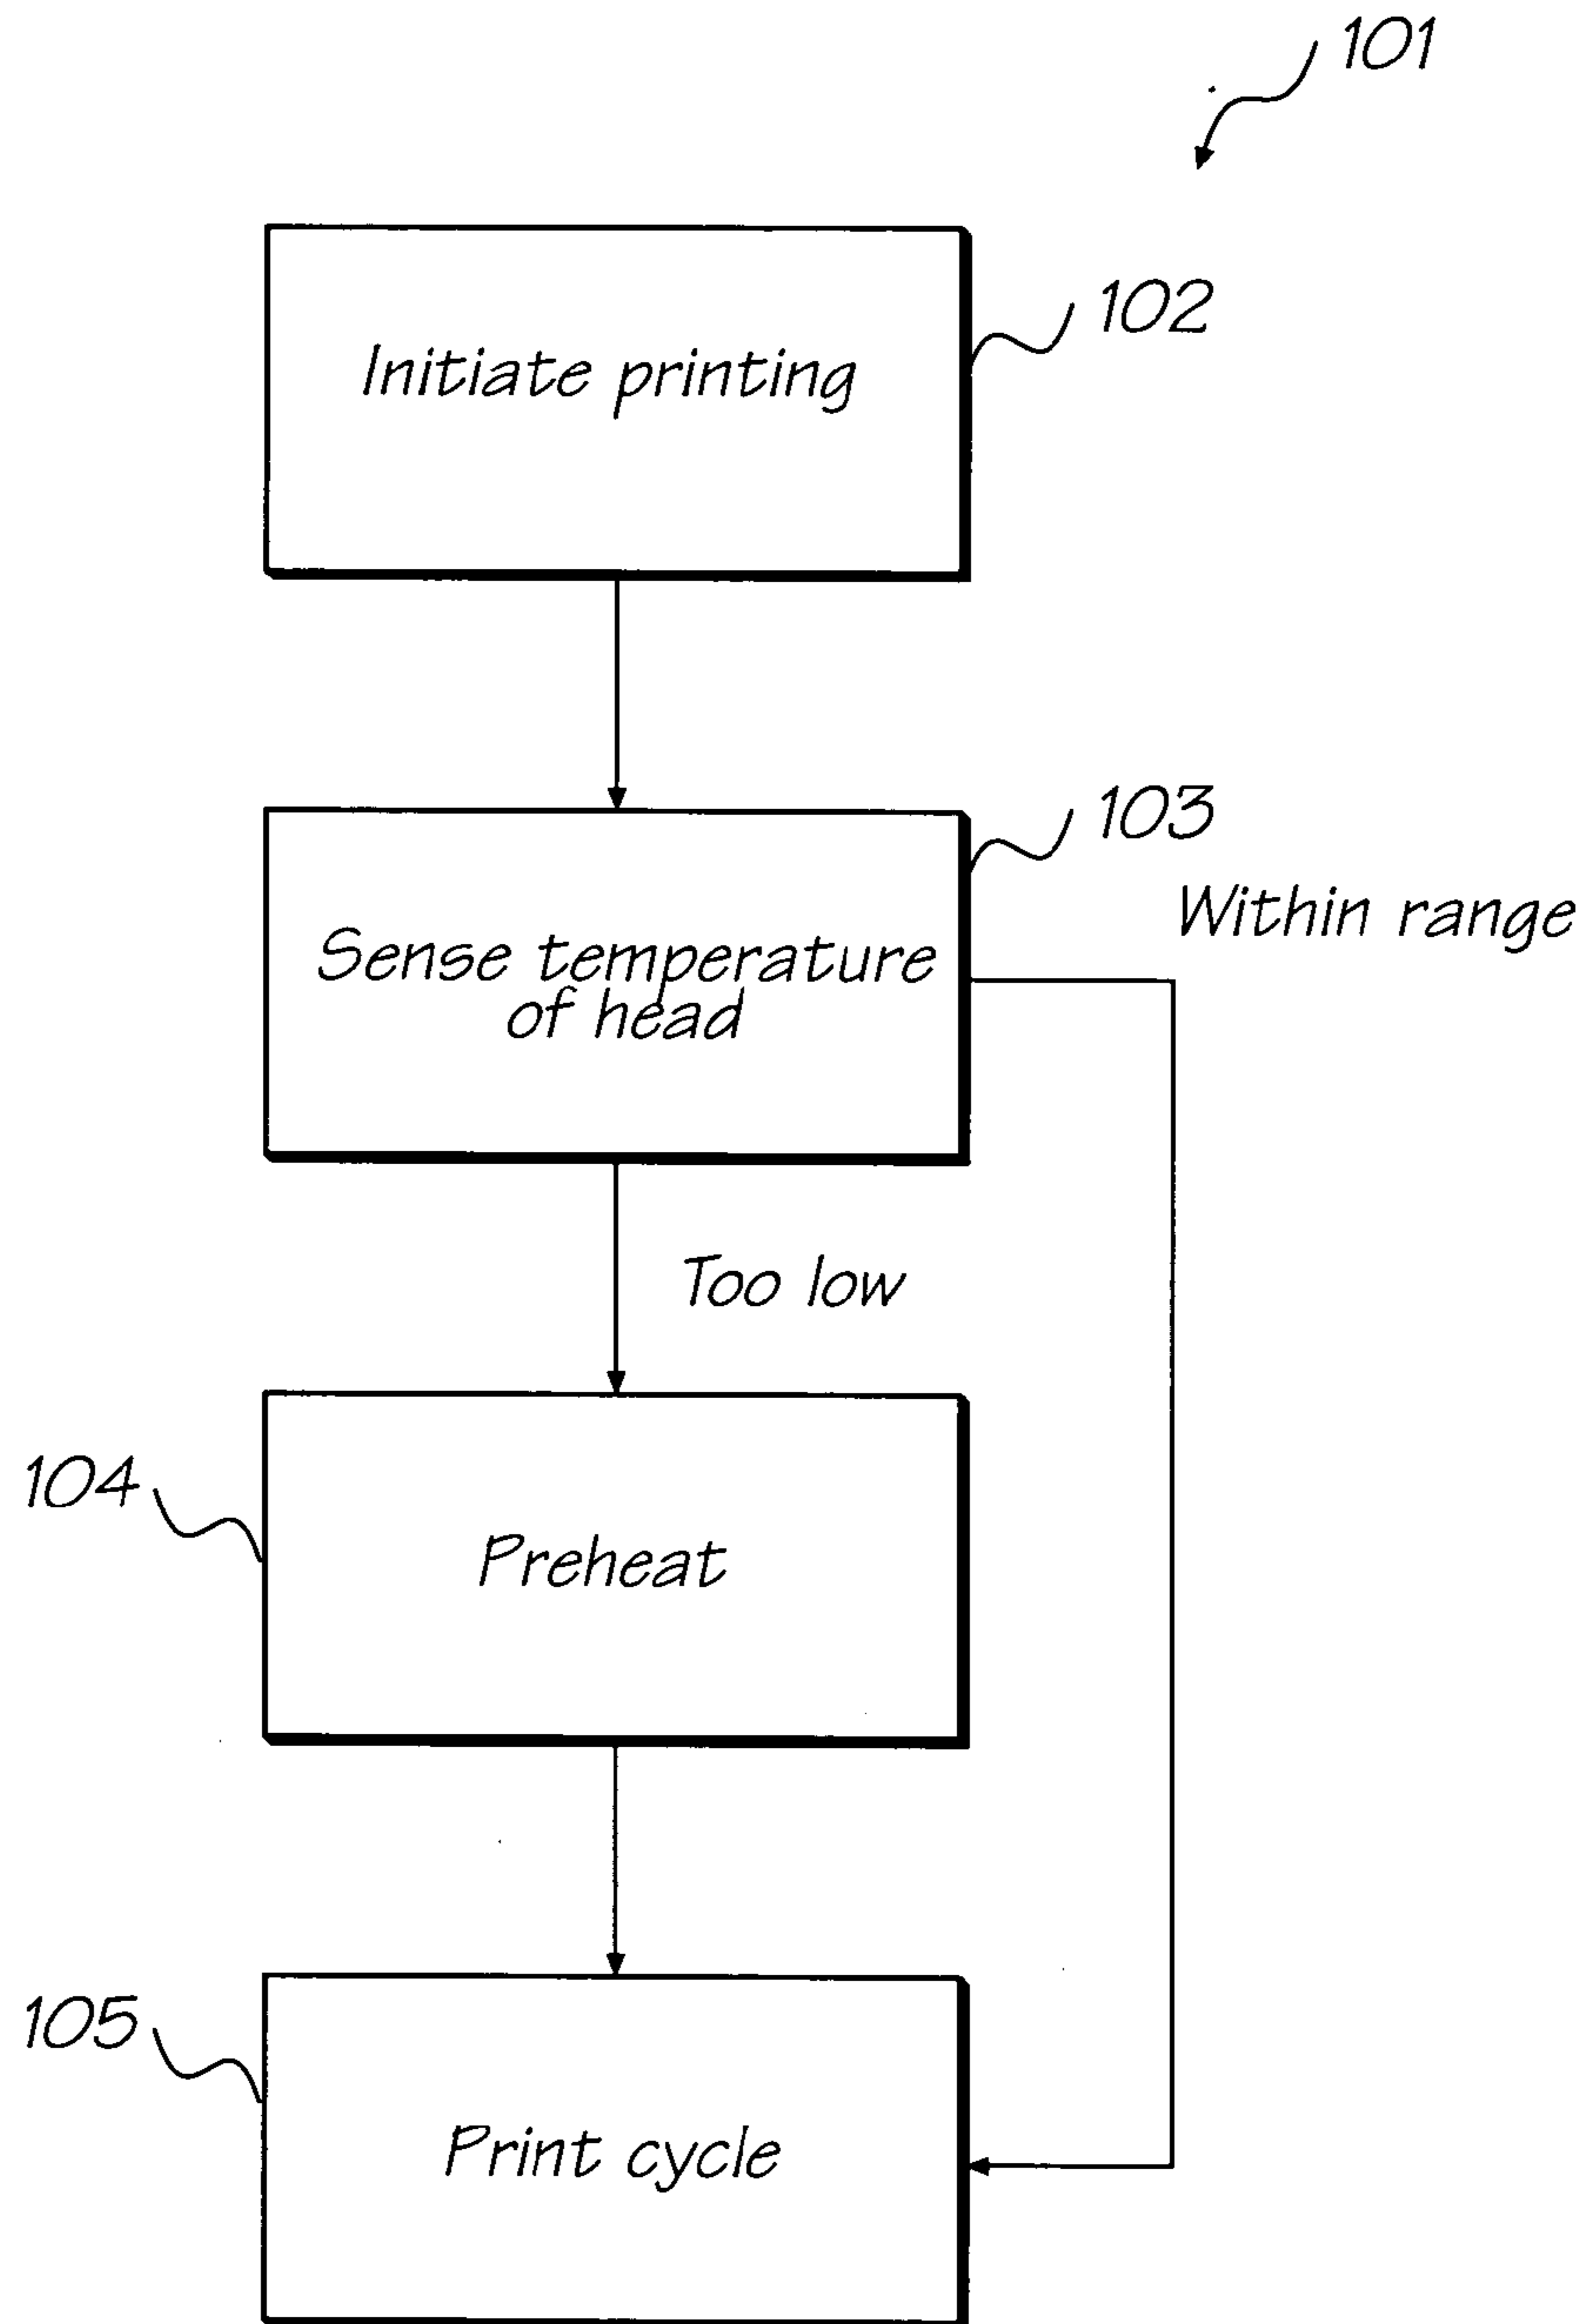 101
102
Initiate printing
103
Within range
Sense temperature
of head
Too low
104
Preheat
105
Print cycle